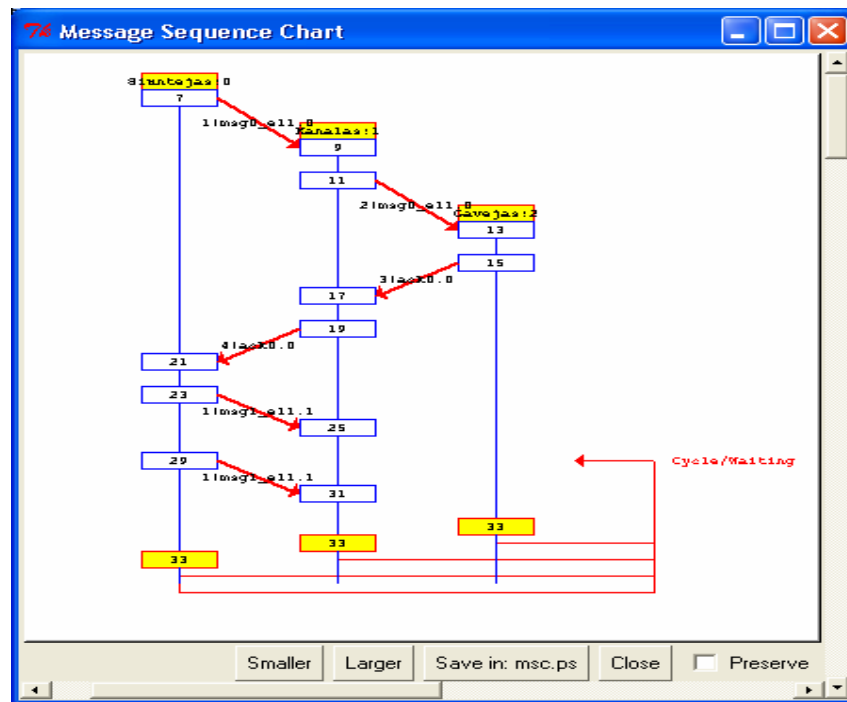 Message Sequence Chart
Siuntejas:0
7
1!msg0_ell.0
Kanalas:1
9
11
2!msg0_ell.0
Gavejas:2
13
15
3!ack0.0
17
19
4!ack0.0
21
23
1!msg1_ell.1
25
29
Cycle/Waiting
1!msg1_ell.1
31
33
33
33
Smaller
Larger
Save in: msc.ps
Close
Preserve